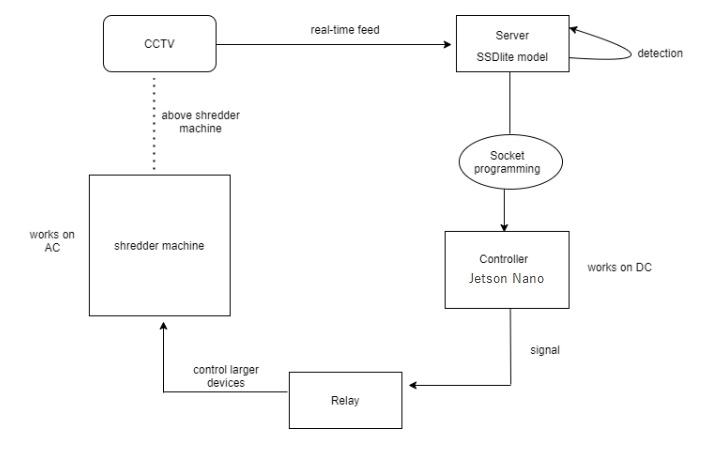 CCTV
real-time feed
Server
SSDlite model
detection
above shredder
machine
Socket
programming
works on
AC
shredder machine
Controller
Jetson Nano
works on DC
signal
control larger
devices
Relay